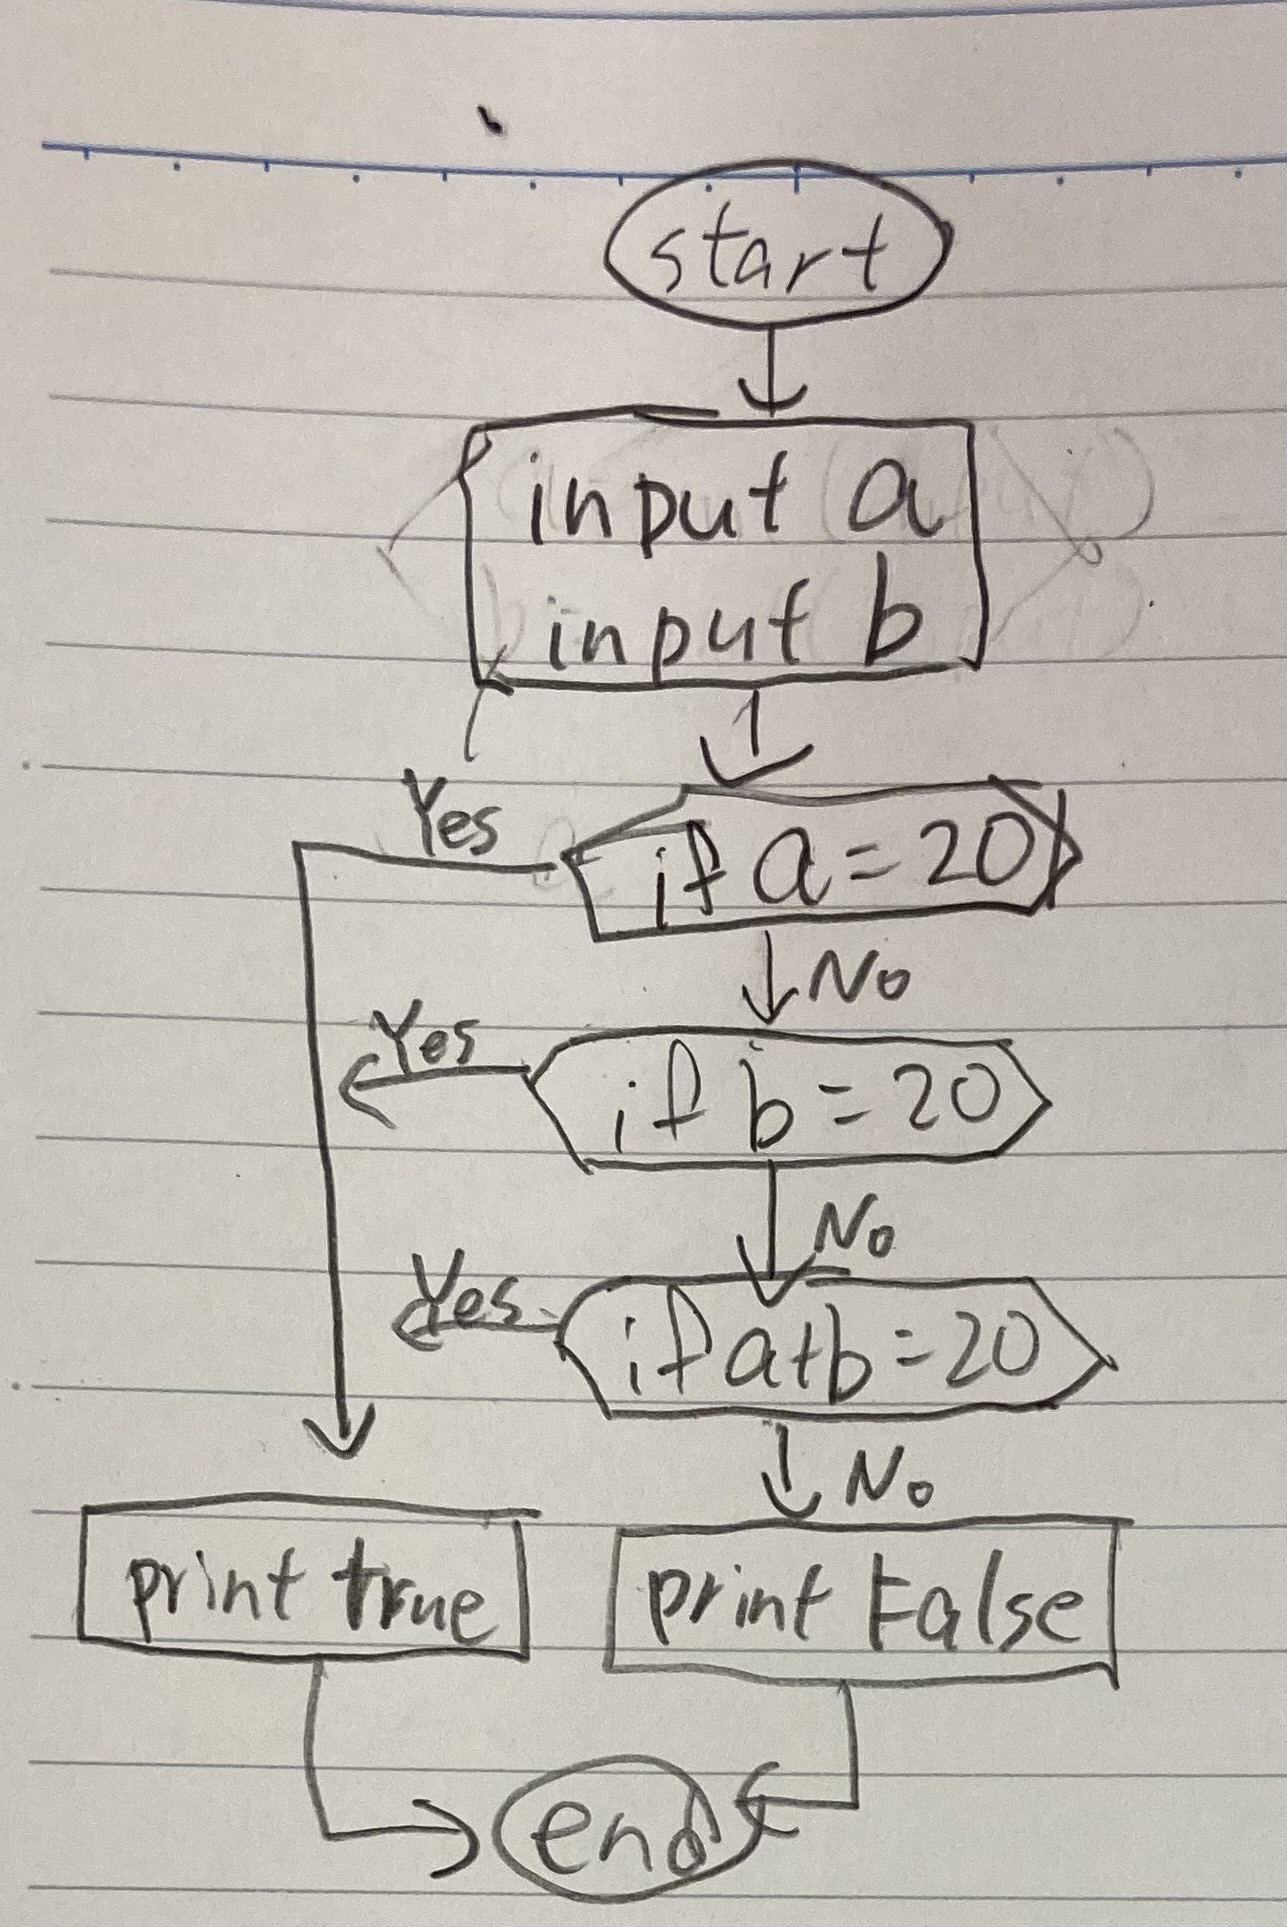 start
input a
input b
Yes
if a = 20
No
Yes
if b = 20
No
Yes
if a+b = 20
No
print true
print False
end